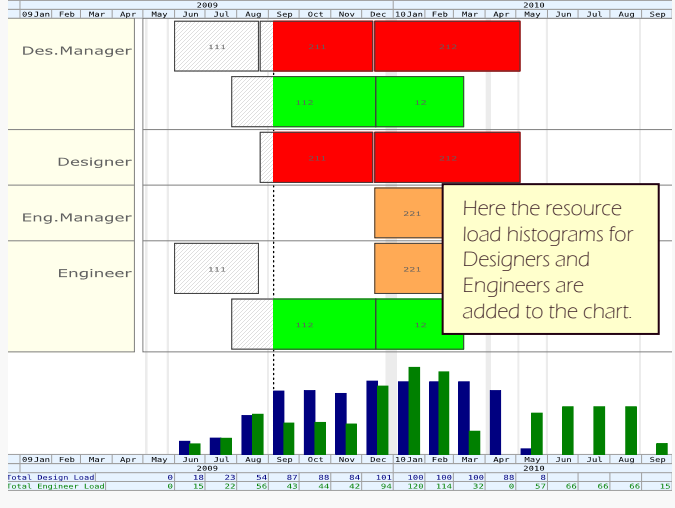 2009 2010
09Jan Feb Mar Apr May Jun Jul Aug Sep Oct Nov Dec 10Jan Feb Mar Apr May Jun Jul Aug Sep
Des.Manager 111 211 212
112 12
Designer 211 212
Eng.Manager 221
Engineer 111 221
112 12
Here the resource
load histograms for
Designers and
Engineers are
added to the chart.
09Jan Feb Mar Apr May Jun Jul Aug Sep Oct Nov Dec 10Jan Feb Mar Apr May Jun Jul Aug Sep
2009 2010
Total Design Load 0 18 23 54 87 88 84 101 100 100 100 88 8
Total Engineer Load 0 15 22 56 43 44 42 94 120 114 32 0 57 66 66 66 15